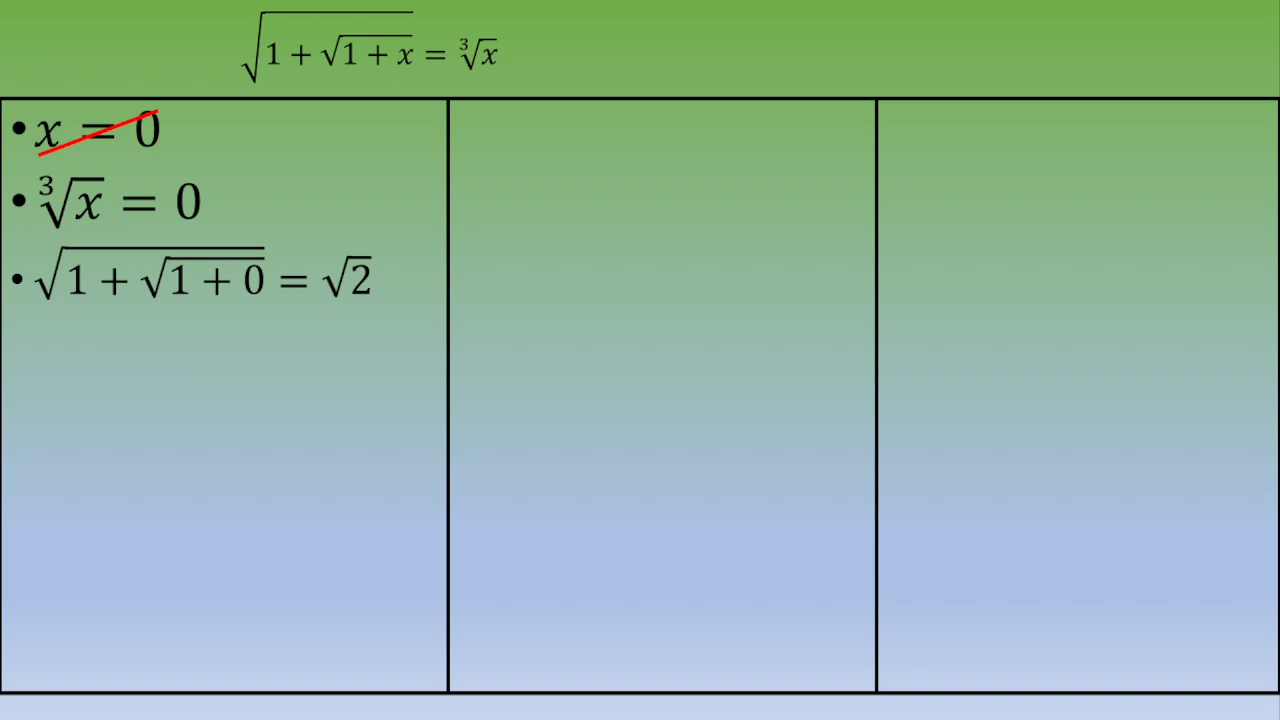 √(1 + √(1 + x)) = ∛x
• x = 0
• ∛x = 0
• √(1 + √(1 + 0)) = √2